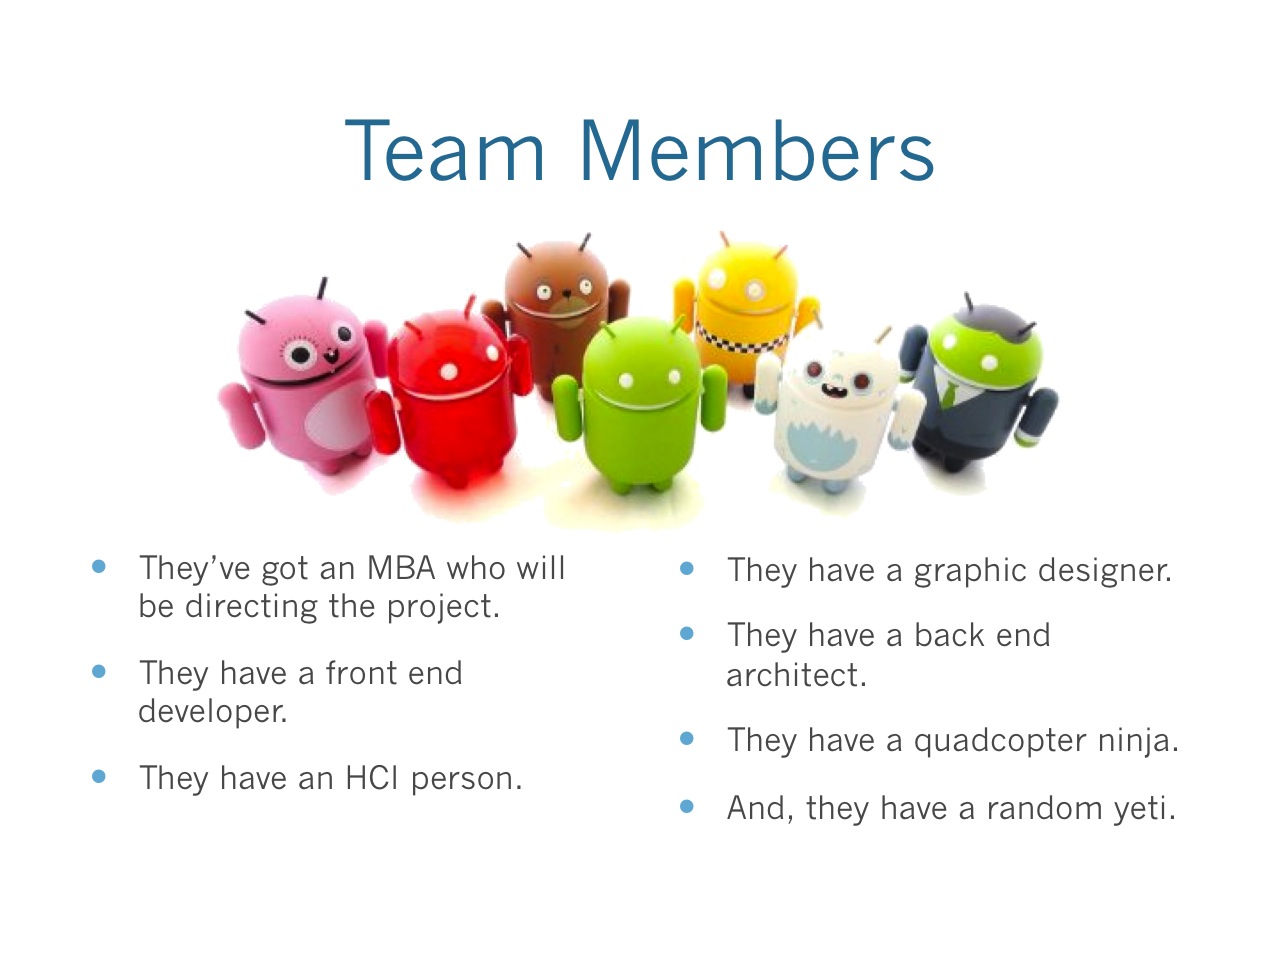 Team Members
They’ve got an MBA who will
be directing the project.
They have a front end
developer.
They have an HCI person.
They have a graphic designer.
They have a back end
architect.
They have a quadcopter ninja.
And, they have a random yeti.